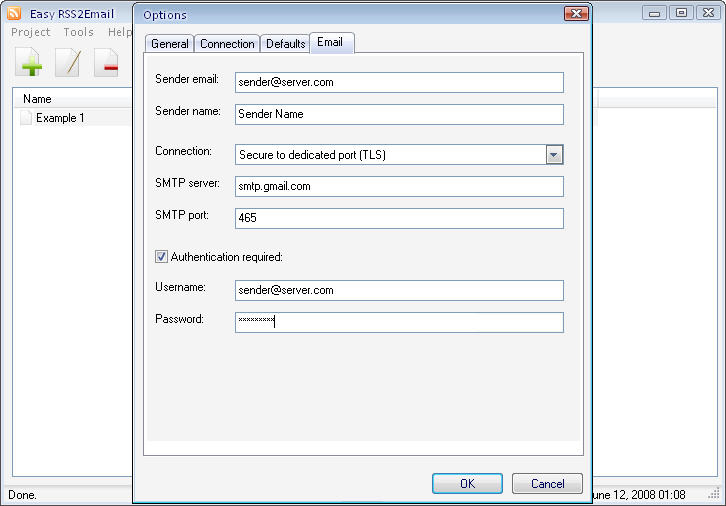 Easy RSS2Email
Options
Project Tools Help
General Connection Defaults Email
Name
Example 1
Sender email: sender@server.com
Sender name: Sender Name
Connection: Secure to dedicated port (TLS)
SMTP server: smtp.gmail.com
SMTP port: 465
Authentication required:
Username: sender@server.com
Password: *********
OK Cancel
Done. une 12, 2008 01:08